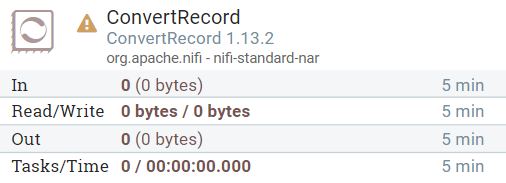 ConvertRecord
ConvertRecord 1.13.2
org.apache.nifi - nifi-standard-nar
In 0 (0 bytes) 5 min
Read/Write 0 bytes / 0 bytes 5 min
Out 0 (0 bytes) 5 min
Tasks/Time 0 / 00:00:00.000 5 min